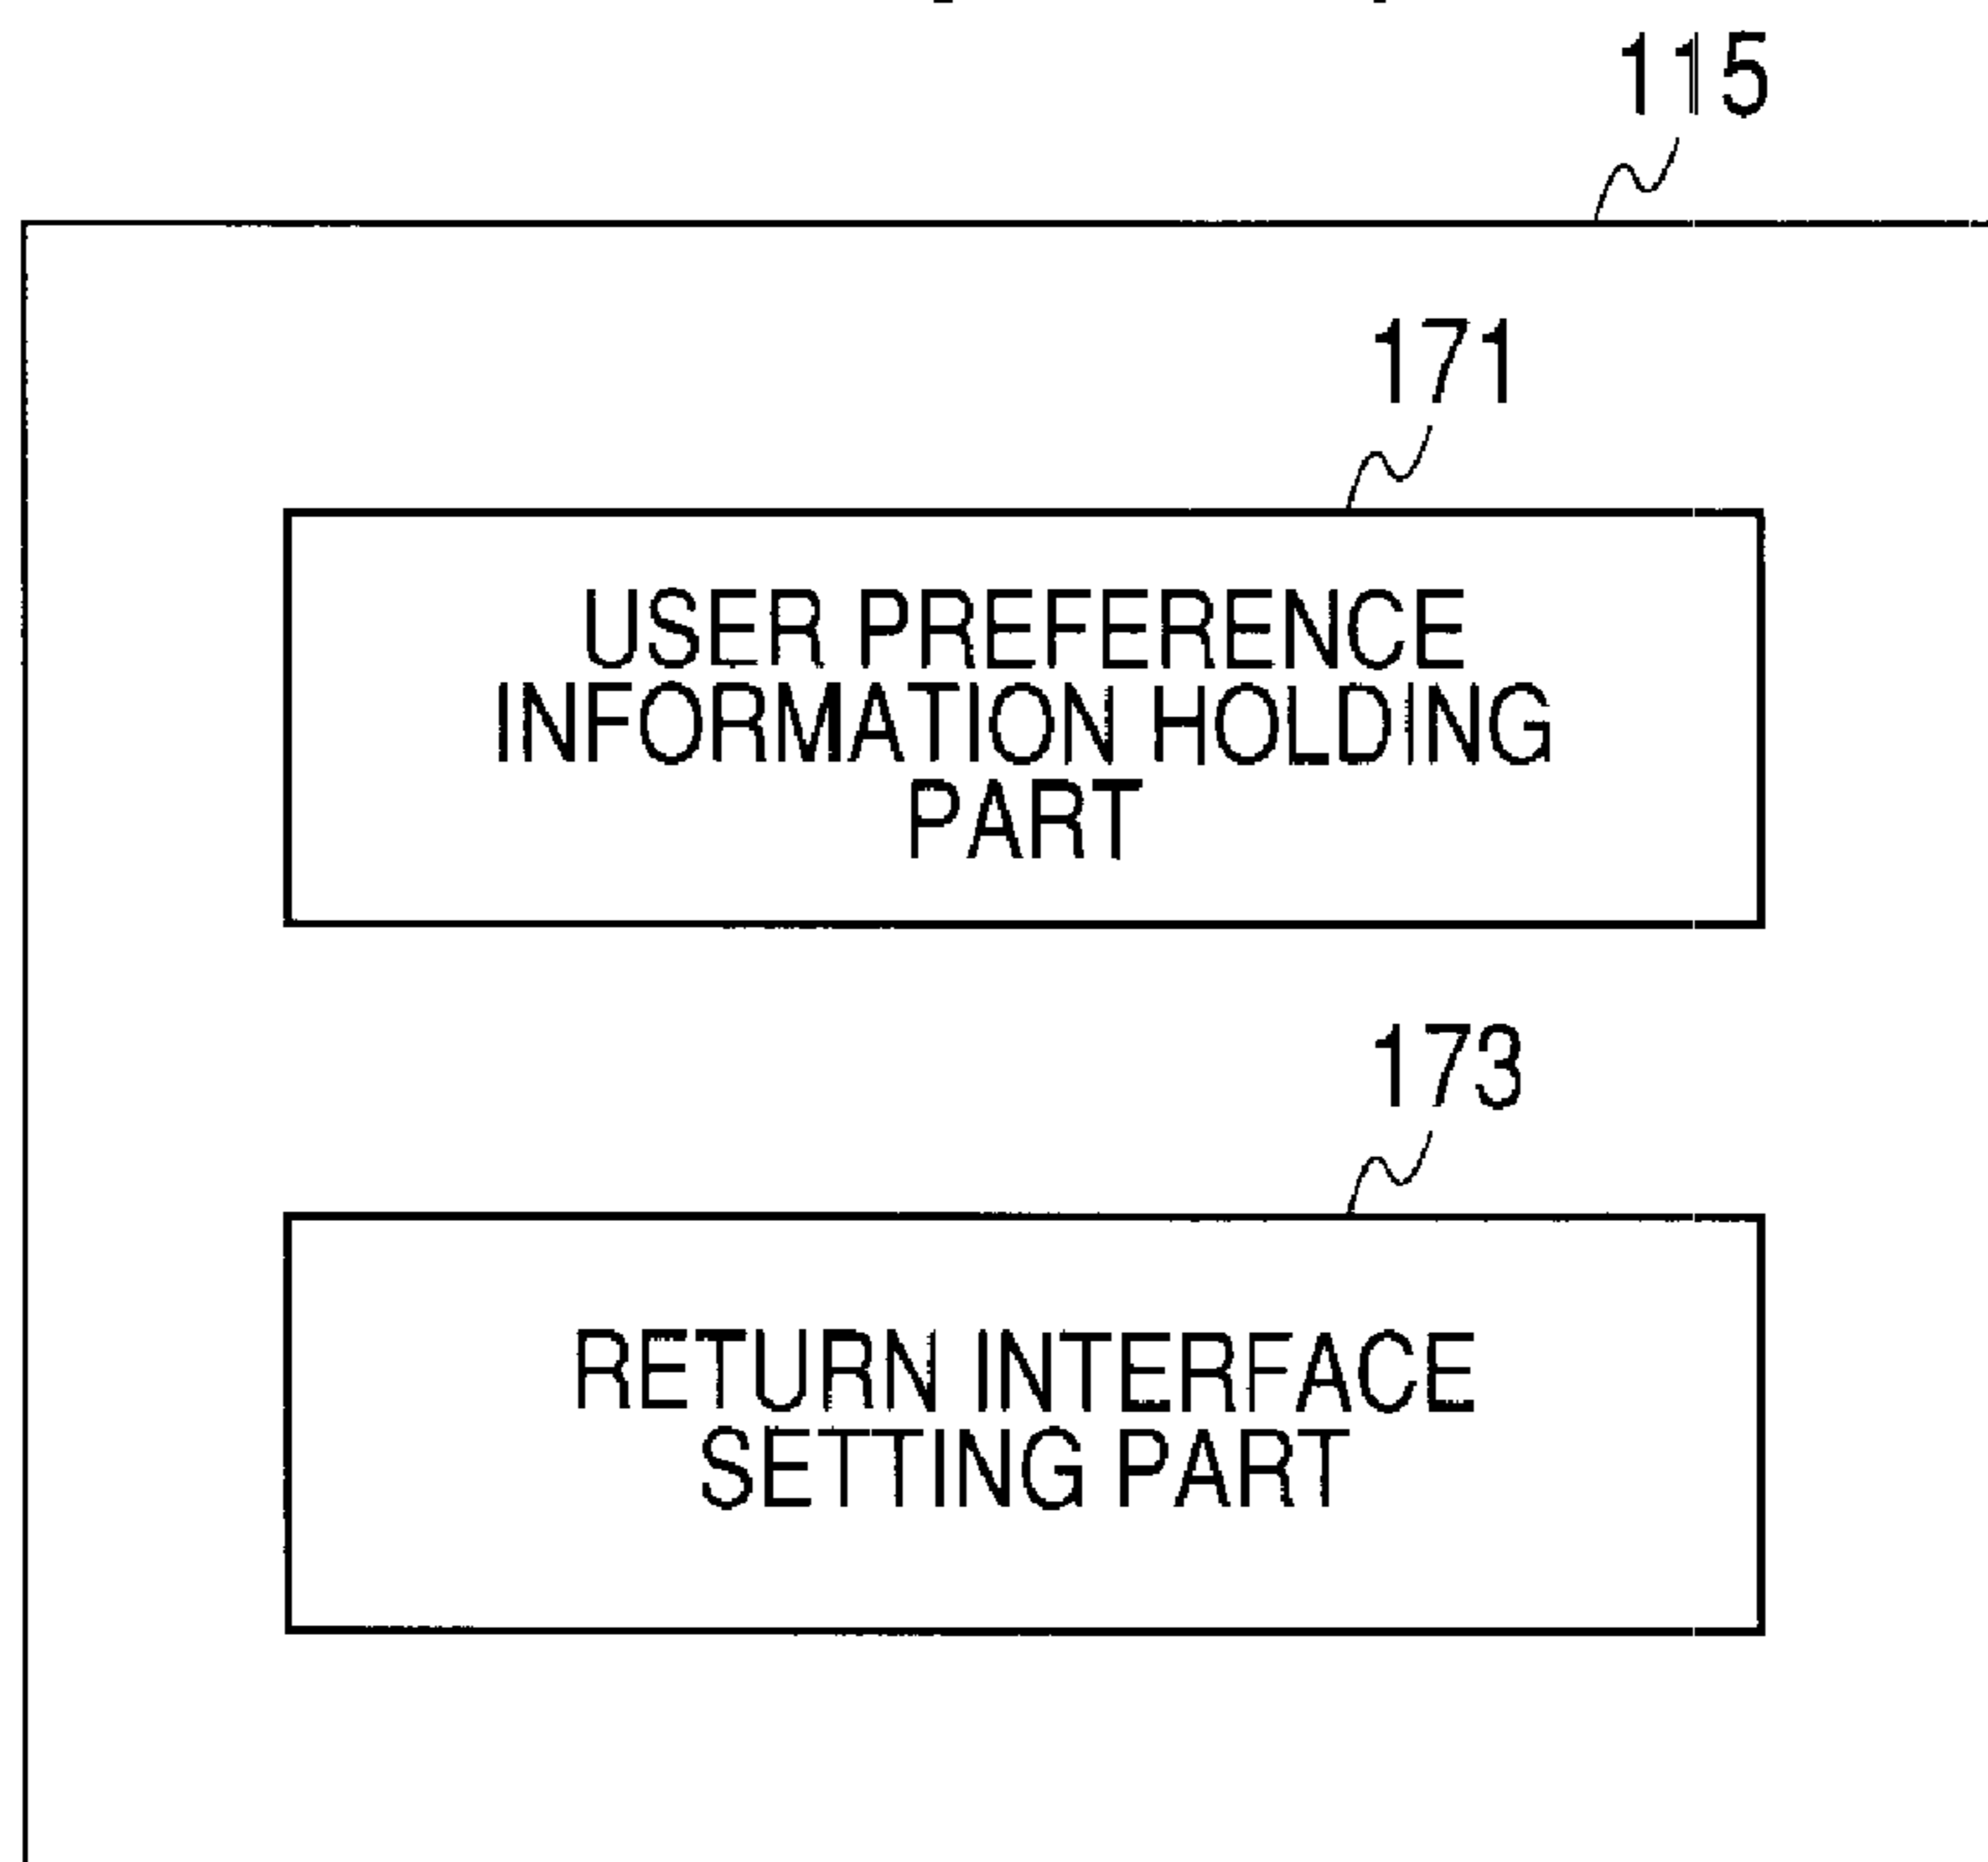 115
171
USER PREFERENCE
INFORMATION HOLDING
PART
173
RETURN INTERFACE
SETTING PART